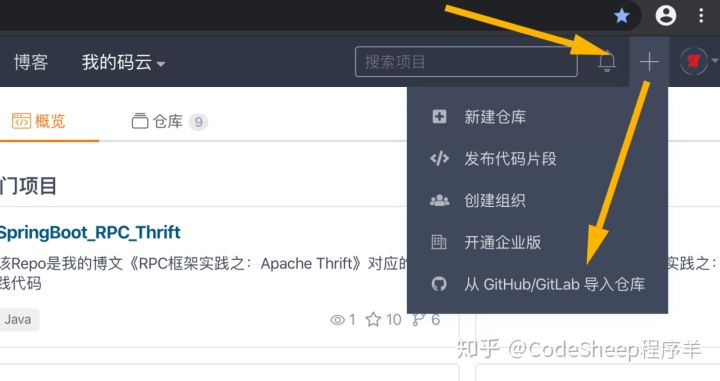 博客
我的码云
搜索项目
概览
仓库 9
新建仓库
发布代码片段
创建组织
开通企业版
从 GitHub/GitLab 导入仓库
门项目
SpringBoot_RPC_Thrift
该Repo是我的博文《RPC框架实践之：Apache Thrift》对应的
践代码
Java
1 10 6
实践之：
知乎 @CodeSheep程序羊